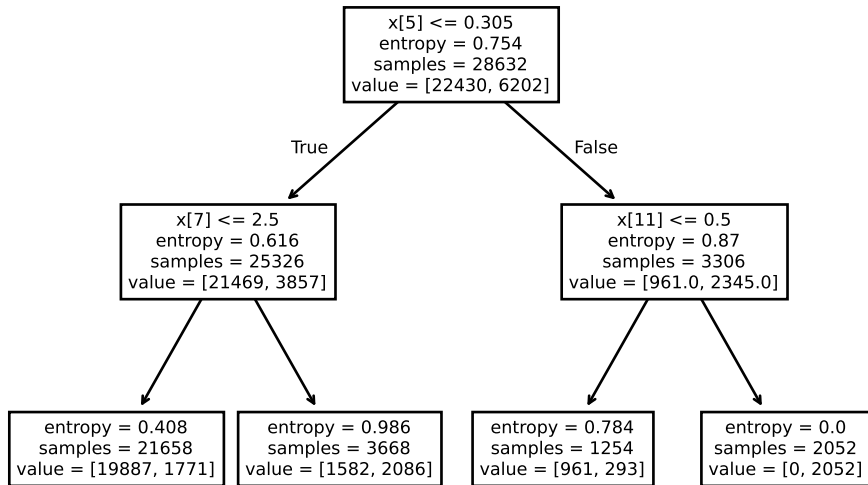 x[5] <= 0.305
entropy = 0.754
samples = 28632
value = [22430, 6202]
True
False
x[7] <= 2.5
entropy = 0.616
samples = 25326
value = [21469, 3857]
x[11] <= 0.5
entropy = 0.87
samples = 3306
value = [961.0, 2345.0]
entropy = 0.408
samples = 21658
value = [19887, 1771]
entropy = 0.986
samples = 3668
value = [1582, 2086]
entropy = 0.784
samples = 1254
value = [961, 293]
entropy = 0.0
samples = 2052
value = [0, 2052]